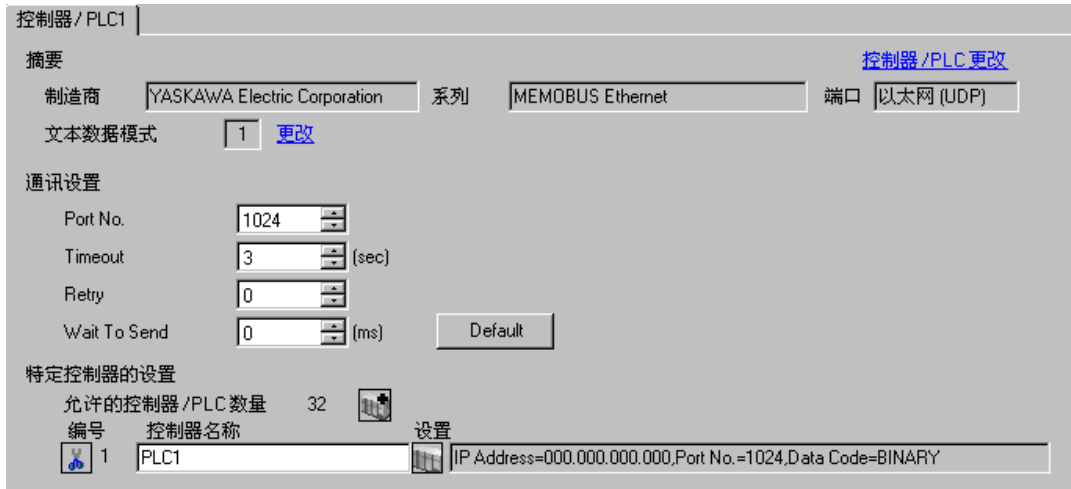 控制器/PLC1
摘要 控制器/PLC更改
制造商 YASKAWA Electric Corporation 系列 MEMOBUS Ethernet 端口 以太网 (UDP)
文本数据模式 1 更改
通讯设置
Port No. 1024
Timeout 3 (sec)
Retry 0
Wait To Send 0 (ms) Default
特定控制器的设置
允许的控制器/PLC数量 32
编号 控制器名称 设置
1 PLC1 IP Address=000.000.000.000,Port No.=1024,Data Code=BINARY